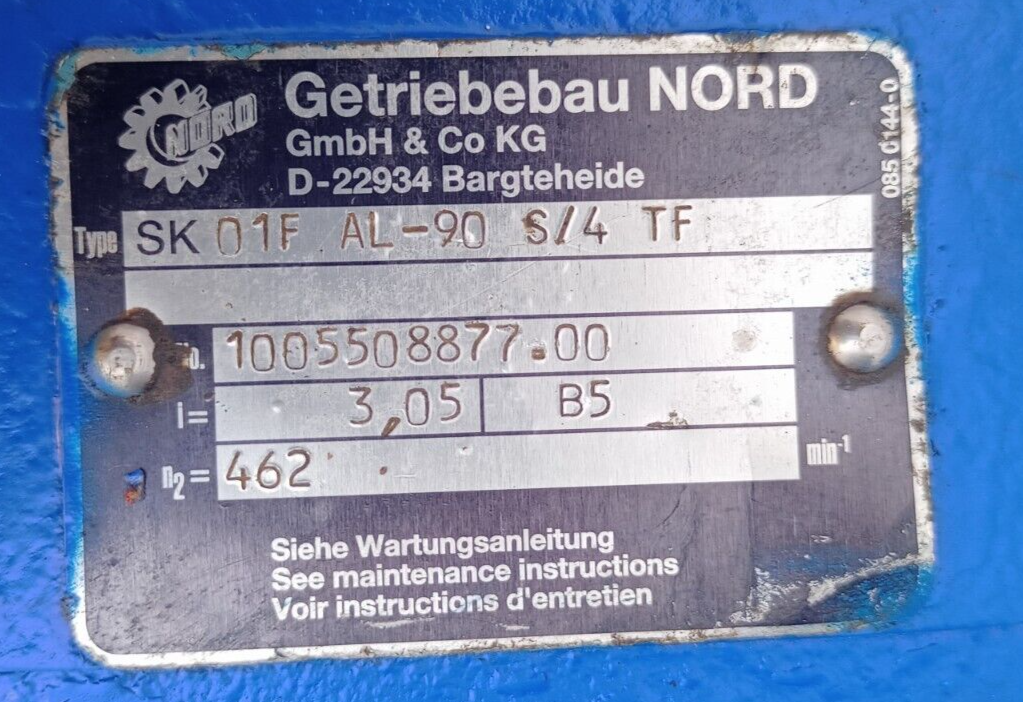 NORD
Getriebebau NORD
GmbH & Co KG
D-22934 Bargteheide
085 0144-0
Type SK 01F AL-90 S/4 TF
1005508877.00
i= 3,05 B5
n2= 462 min-1
Siehe Wartungsanleitung
See maintenance instructions
Voir instructions d'entretien